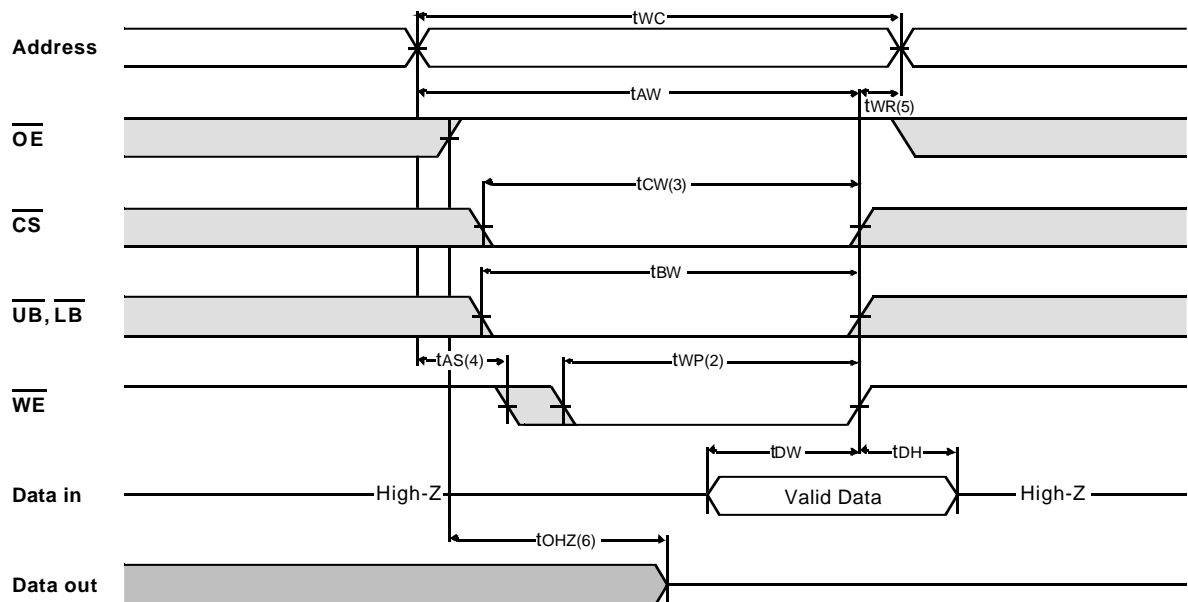 tWC
Address
tAW
tWR(5)
OE
tCW(3)
CS
tBW
UB, LB
tAS(4)
tWP(2)
WE
tDW
tDH
Data in
High-Z
Valid Data
High-Z
tOHZ(6)
Data out